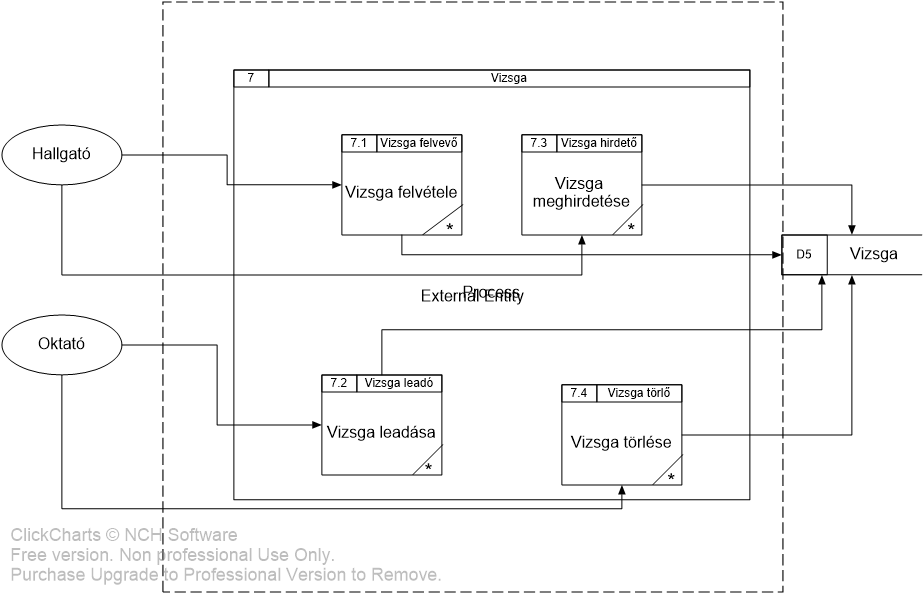 7 Vizsga
7.1 Vizsga felvevő
7.3 Vizsga hirdető
Hallgató
Vizsga felvétele
Vizsga
meghirdetése
*
*
D5 Vizsga
Process
External Entity
Oktató
7.2 Vizsga leadó
7.4 Vizsga törlő
Vizsga leadása
Vizsga törlése
*
*
ClickCharts © NCH Software
Free version. Non professional Use Only.
Purchase Upgrade to Professional Version to Remove.